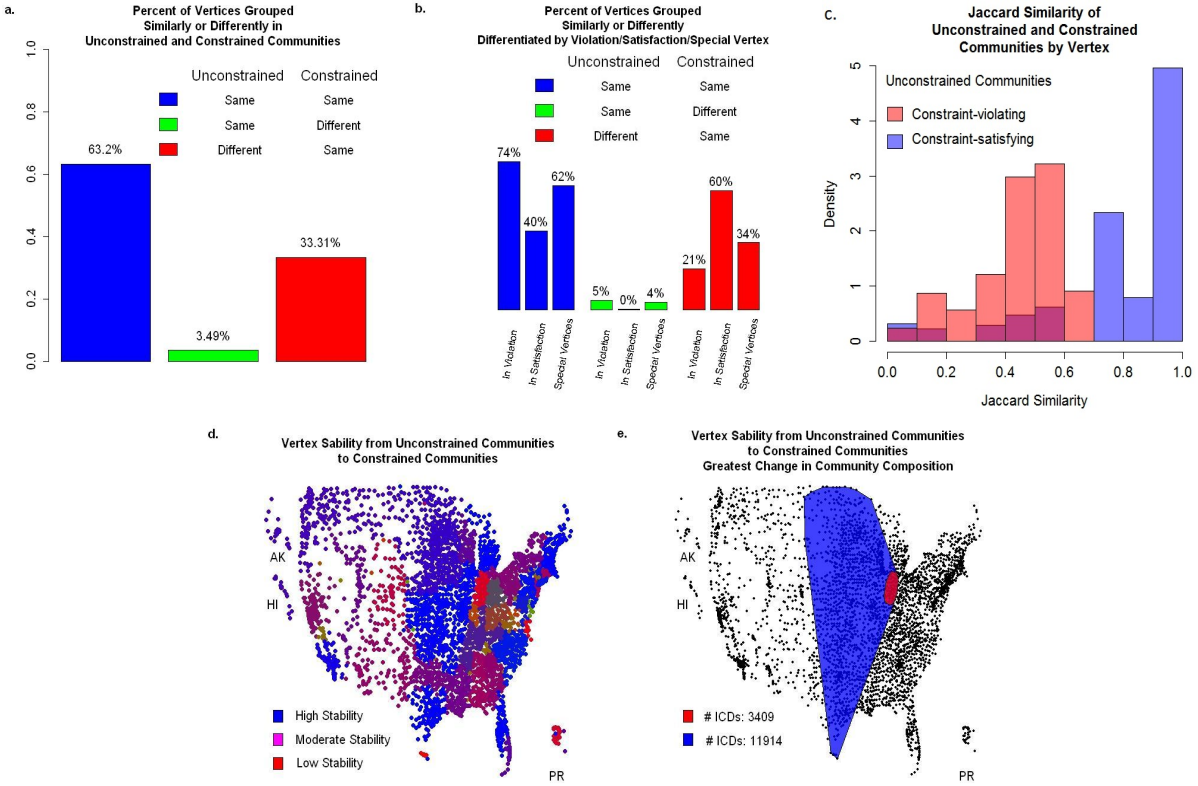 a.
Percent of Vertices Grouped
Similarly or Differently in
Unconstrained and Constrained Communities
Unconstrained Constrained
Same Same
Same Different
Different Same
1.0
0.8
0.6
0.4
0.2
0.0
63.2%
3.49%
33.31%
b.
Percent of Vertices Grouped
Similarly or Differently
Differentiated by Violation/Satisfaction/Special Vertex
Unconstrained Constrained
Same Same
Same Different
Different Same
74%
40%
62%
5%
0%
4%
21%
60%
34%
In Violation
In Satisfaction
Special Vertices
In Violation
In Satisfaction
Special Vertices
In Violation
In Satisfaction
Special Vertices
c.
Jaccard Similarity of
Unconstrained and Constrained
Communities by Vertex
Unconstrained Communities
Constraint-violating
Constraint-satisfying
Density
5
4
3
2
1
0
0.0 0.2 0.4 0.6 0.8 1.0
Jaccard Similarity
d.
Vertex Sability from Unconstrained Communities
to Constrained Communities
AK
HI
High Stability
Moderate Stability
Low Stability
PR
e.
Vertex Sability from Unconstrained Communities
to Constrained Communities
Greatest Change in Community Composition
AK
HI
# ICDs: 3409
# ICDs: 11914
PR